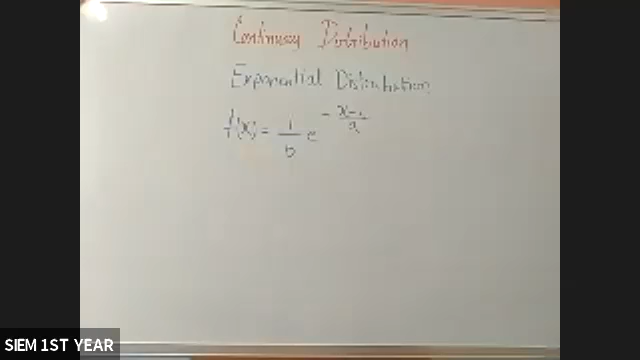 Continuous Distribution
Exponential Distribution
f(x) = 1/b e
SIEM 1ST YEAR